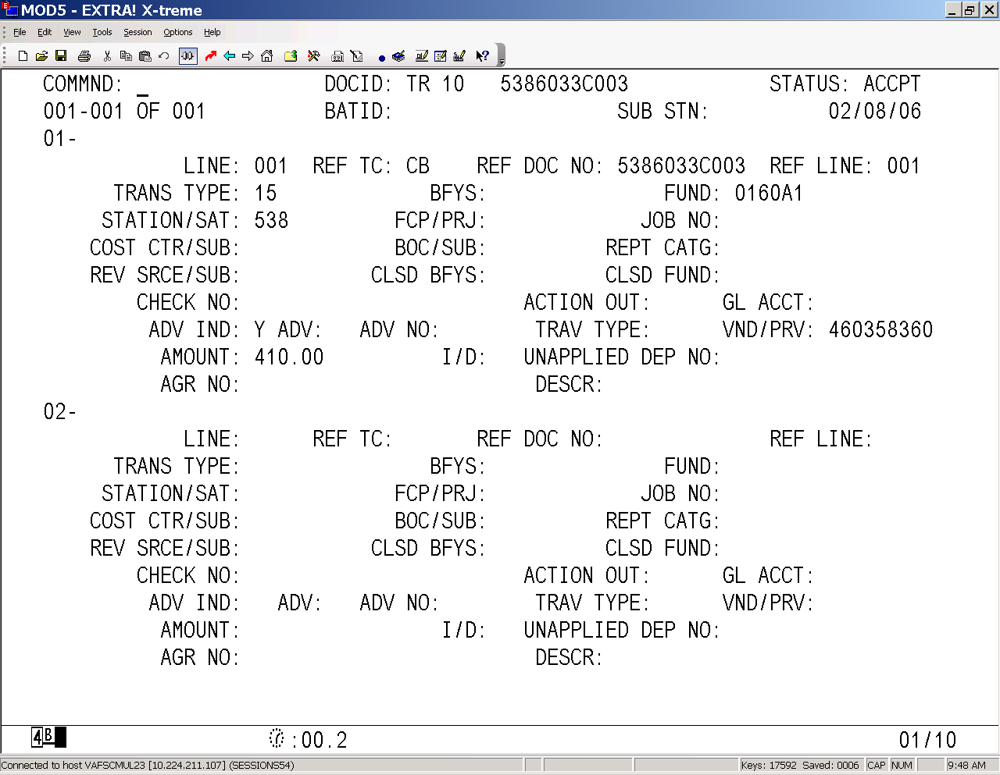 MOD5 - EXTRA! X-treme
File Edit View Tools Session Options Help
COMMND: _ DOCID: TR 10 5386033C003 STATUS: ACCPT
001-001 OF 001 BATID: SUB STN: 02/08/06
01-
LINE: 001 REF TC: CB REF DOC NO: 5386033C003 REF LINE: 001
TRANS TYPE: 15 BFYS: FUND: 0160A1
STATION/SAT: 538 FCP/PRJ: JOB NO:
COST CTR/SUB: BOC/SUB: REPT CATG:
REV SRCE/SUB: CLSD BFYS: CLSD FUND:
CHECK NO: ACTION OUT: GL ACCT:
ADV IND: Y ADV: ADV NO: TRAV TYPE: VND/PRV: 460358360
AMOUNT: 410.00 I/D: UNAPPLIED DEP NO:
AGR NO: DESCR:
02-
LINE: REF TC: REF DOC NO: REF LINE:
TRANS TYPE: BFYS: FUND:
STATION/SAT: FCP/PRJ: JOB NO:
COST CTR/SUB: BOC/SUB: REPT CATG:
REV SRCE/SUB: CLSD BFYS: CLSD FUND:
CHECK NO: ACTION OUT: GL ACCT:
ADV IND: ADV: ADV NO: TRAV TYPE: VND/PRV:
AMOUNT: I/D: UNAPPLIED DEP NO:
AGR NO: DESCR:
4B :00.2 01/10
Connected to host VAFSCMUL23 [10.224.211.107] (SESSIONS54) Keys: 17592 Saved: 0006 CAP NUM 9:48 AM